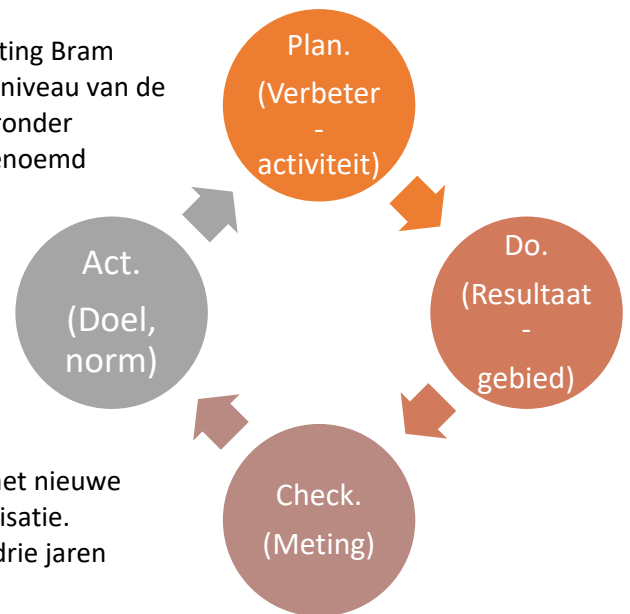 ting Bram
niveau van de
ronder
enoemd
Plan.
(Verbeter
-
activiteit)
Do.
(Resultaat
-
gebied)
Act.
(Doel,
norm)
Check.
(Meting)
et nieuwe
isatie.
drie jaren